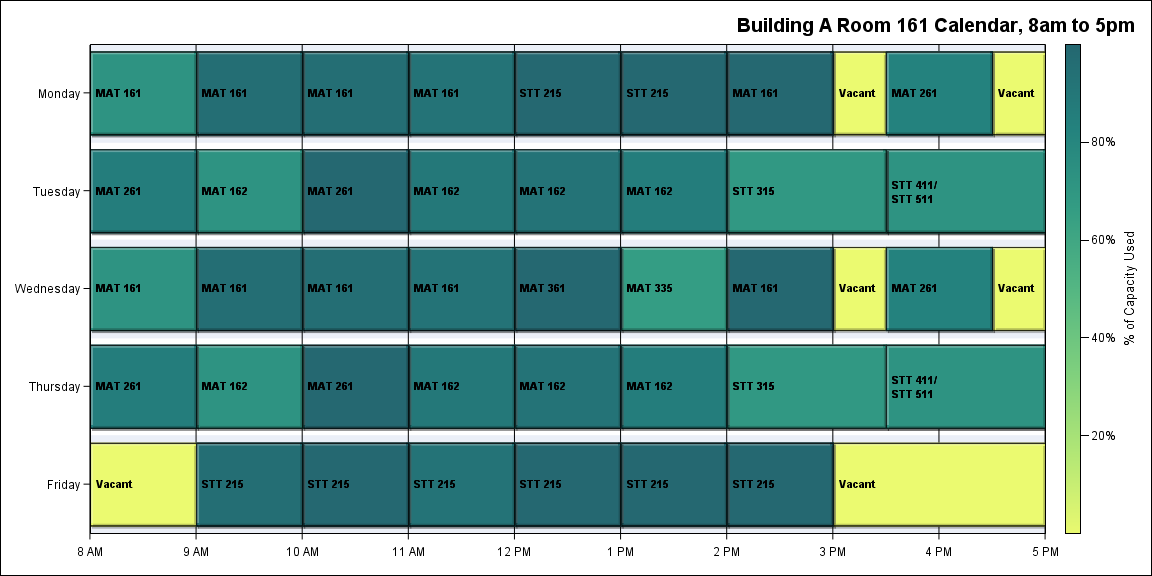 Building A Room 161 Calendar, 8am to 5pm
Monday
MAT 161
MAT 161
MAT 161
MAT 161
STT 215
STT 215
MAT 161
Vacant
MAT 261
Vacant
Tuesday
MAT 261
MAT 162
MAT 261
MAT 162
MAT 162
MAT 162
STT 315
STT 411/
STT 511
Wednesday
MAT 161
MAT 161
MAT 161
MAT 161
MAT 361
MAT 335
MAT 161
Vacant
MAT 261
Vacant
Thursday
MAT 261
MAT 162
MAT 261
MAT 162
MAT 162
MAT 162
STT 315
STT 411/
STT 511
Friday
Vacant
STT 215
STT 215
STT 215
STT 215
STT 215
STT 215
Vacant
8 AM
9 AM
10 AM
11 AM
12 PM
1 PM
2 PM
3 PM
4 PM
5 PM
80%
60%
40%
20%
% of Capacity Used